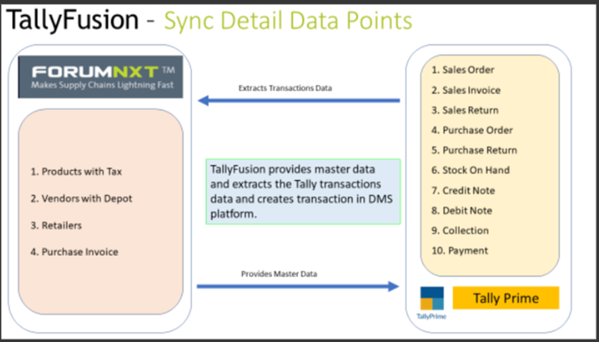 TallyFusion - Sync Detail Data Points
FORUMNXT™
Makes Supply Chains Lightning Fast
1. Products with Tax
2. Vendors with Depot
3. Retailers
4. Purchase Invoice
Extracts Transactions Data
TallyFusion provides master data
and extracts the Tally transactions
data and creates transaction in DMS
platform.
Provides Master Data
1. Sales Order
2. Sales Invoice
3. Sales Return
4. Purchase Order
5. Purchase Return
6. Stock On Hand
7. Credit Note
8. Debit Note
9. Collection
10. Payment
TallyPrime
Tally Prime